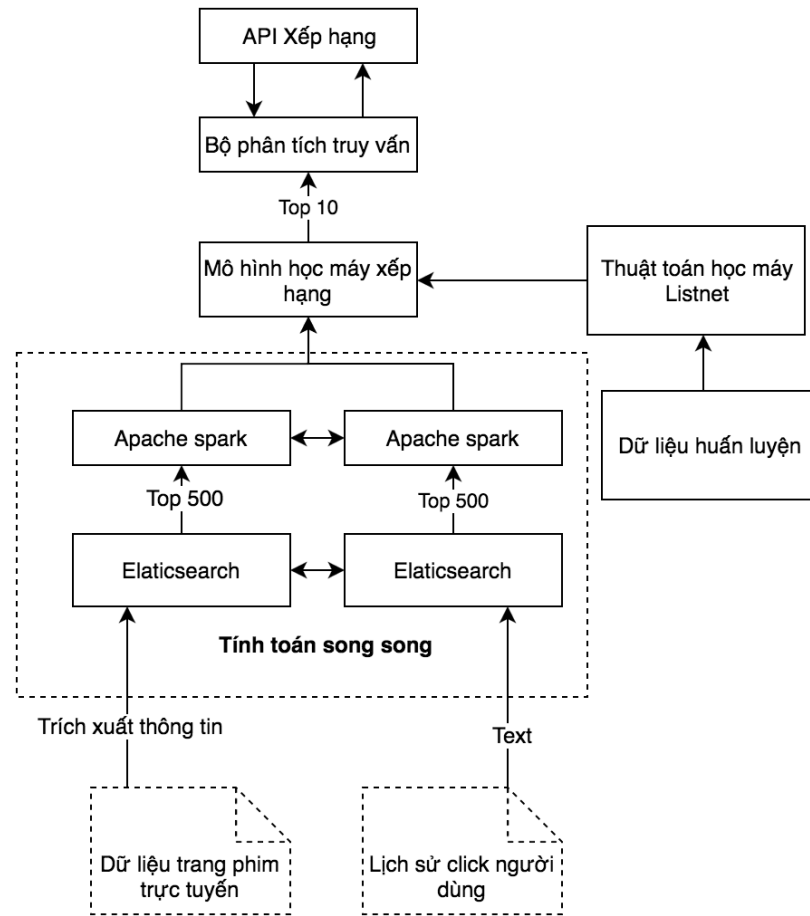 API Xếp hạng
Bộ phân tích truy vấn
Top 10
Mô hình học máy xếp
hạng
Thuật toán học máy
Listnet
Apache spark
Apache spark
Dữ liệu huấn luyện
Top 500
Top 500
Elaticsearch
Elaticsearch
Tính toán song song
Trích xuất thông tin
Text
Dữ liệu trang phim
trực tuyến
Lịch sử click người
dùng